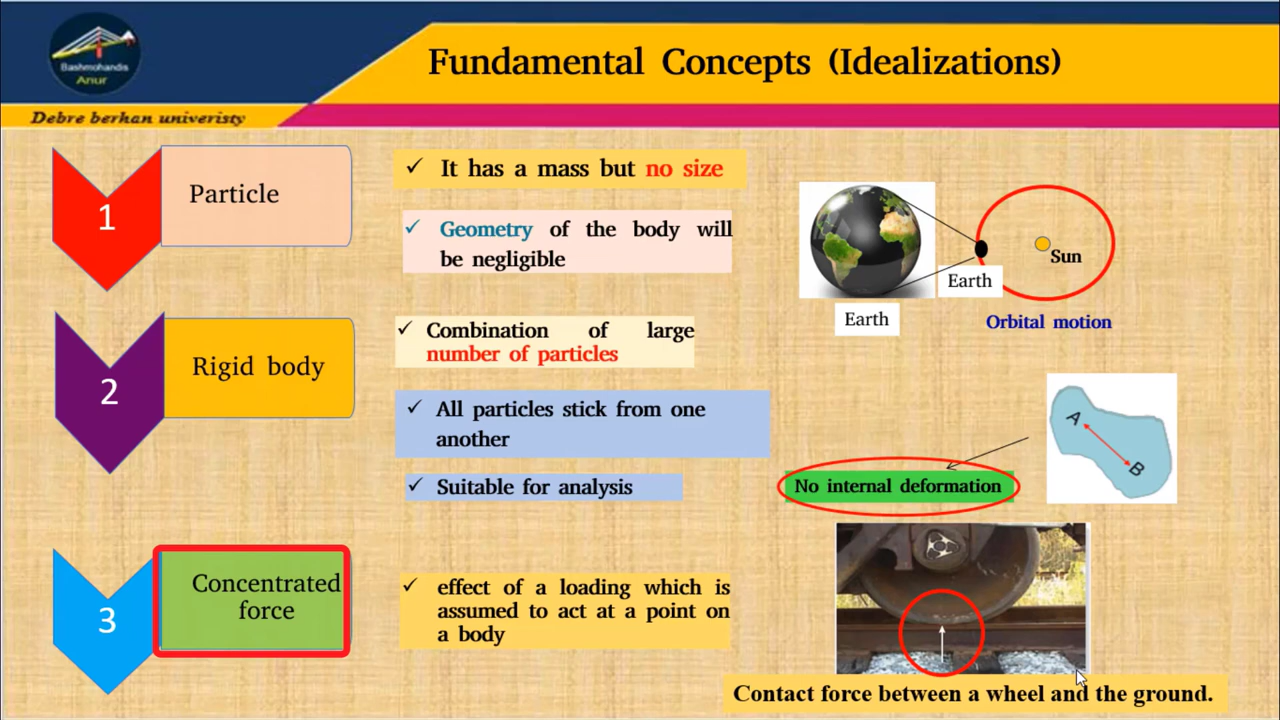 Bashmohandis
Anur
Fundamental Concepts (Idealizations)
Debre berhan univeristy
1
Particle
✓ It has a mass but no size
✓ Geometry of the body will
be negligible
Earth
Earth
Sun
Orbital motion
2
Rigid body
✓ Combination of large
number of particles
✓ All particles stick from one
another
✓ Suitable for analysis
A
B
No internal deformation
3
Concentrated
force
✓ effect of a loading which is
assumed to act at a point on
a body
Contact force between a wheel and the ground.